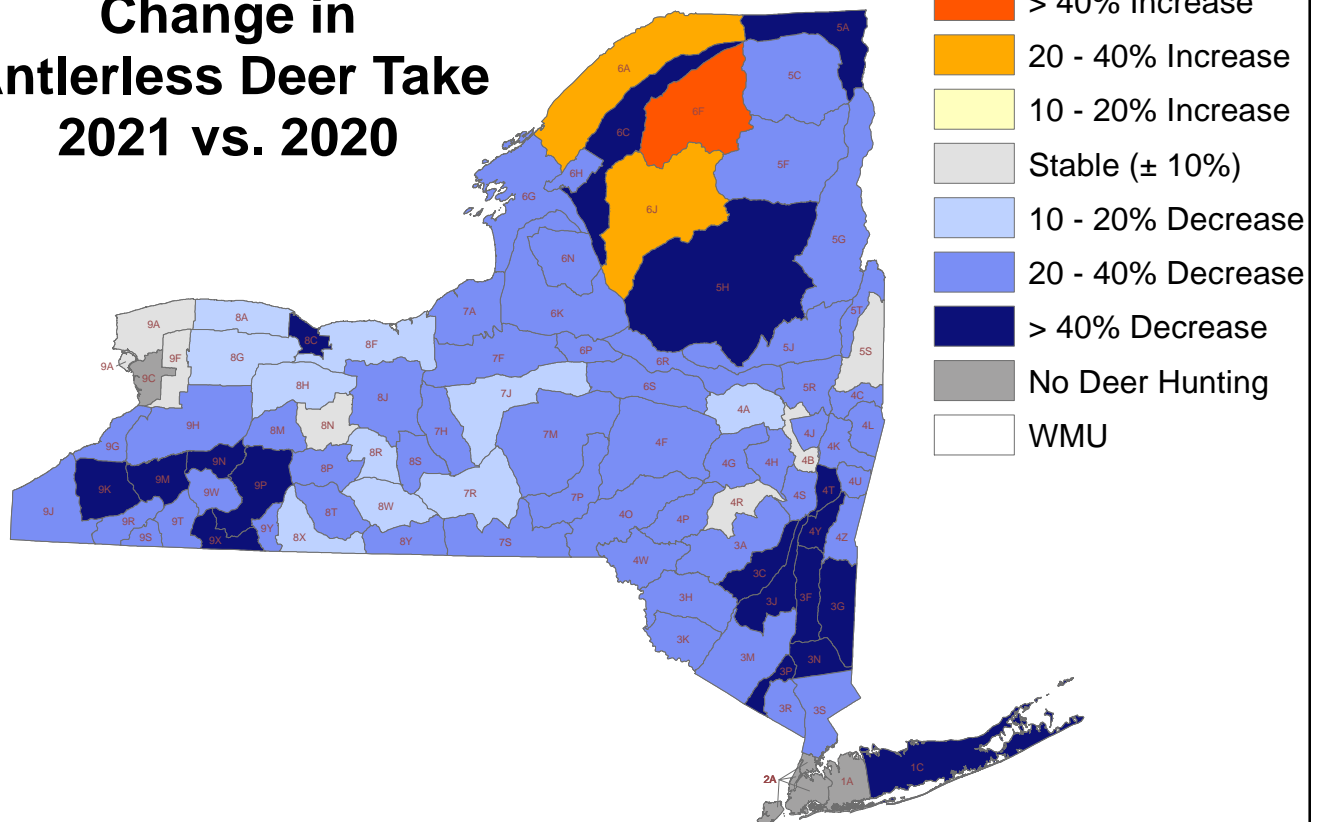 Change in
Antlerless Deer Take
2021 vs. 2020
> 40% Increase
20 - 40% Increase
10 - 20% Increase
Stable (± 10%)
10 - 20% Decrease
20 - 40% Decrease
> 40% Decrease
No Deer Hunting
WMU
5A
6A
5C
6F
6C
5F
6H
6G
6J
5G
6N
5H
5T
7A
6K
9A
8A
8C
8F
5J
5S
9F
8G
7F
6P
6R
9A
9C
8H
6S
5R
8J
7J
4A
4C
9H
8M
8N
7H
7M
4F
4J
4L
9G
4K
8R
8S
4G
4H
4B
9N
8P
9K
9M
9P
9W
7R
4R
4S
4T
4U
7P
9J
9R
9T
9S
9X
9Y
8T
8W
8X
8Y
7S
4O
4P
4Y
4Z
3A
4W
3C
3H
3J
3F
3G
3K
3M
3N
3P
3R
3S
2A
1A
1C